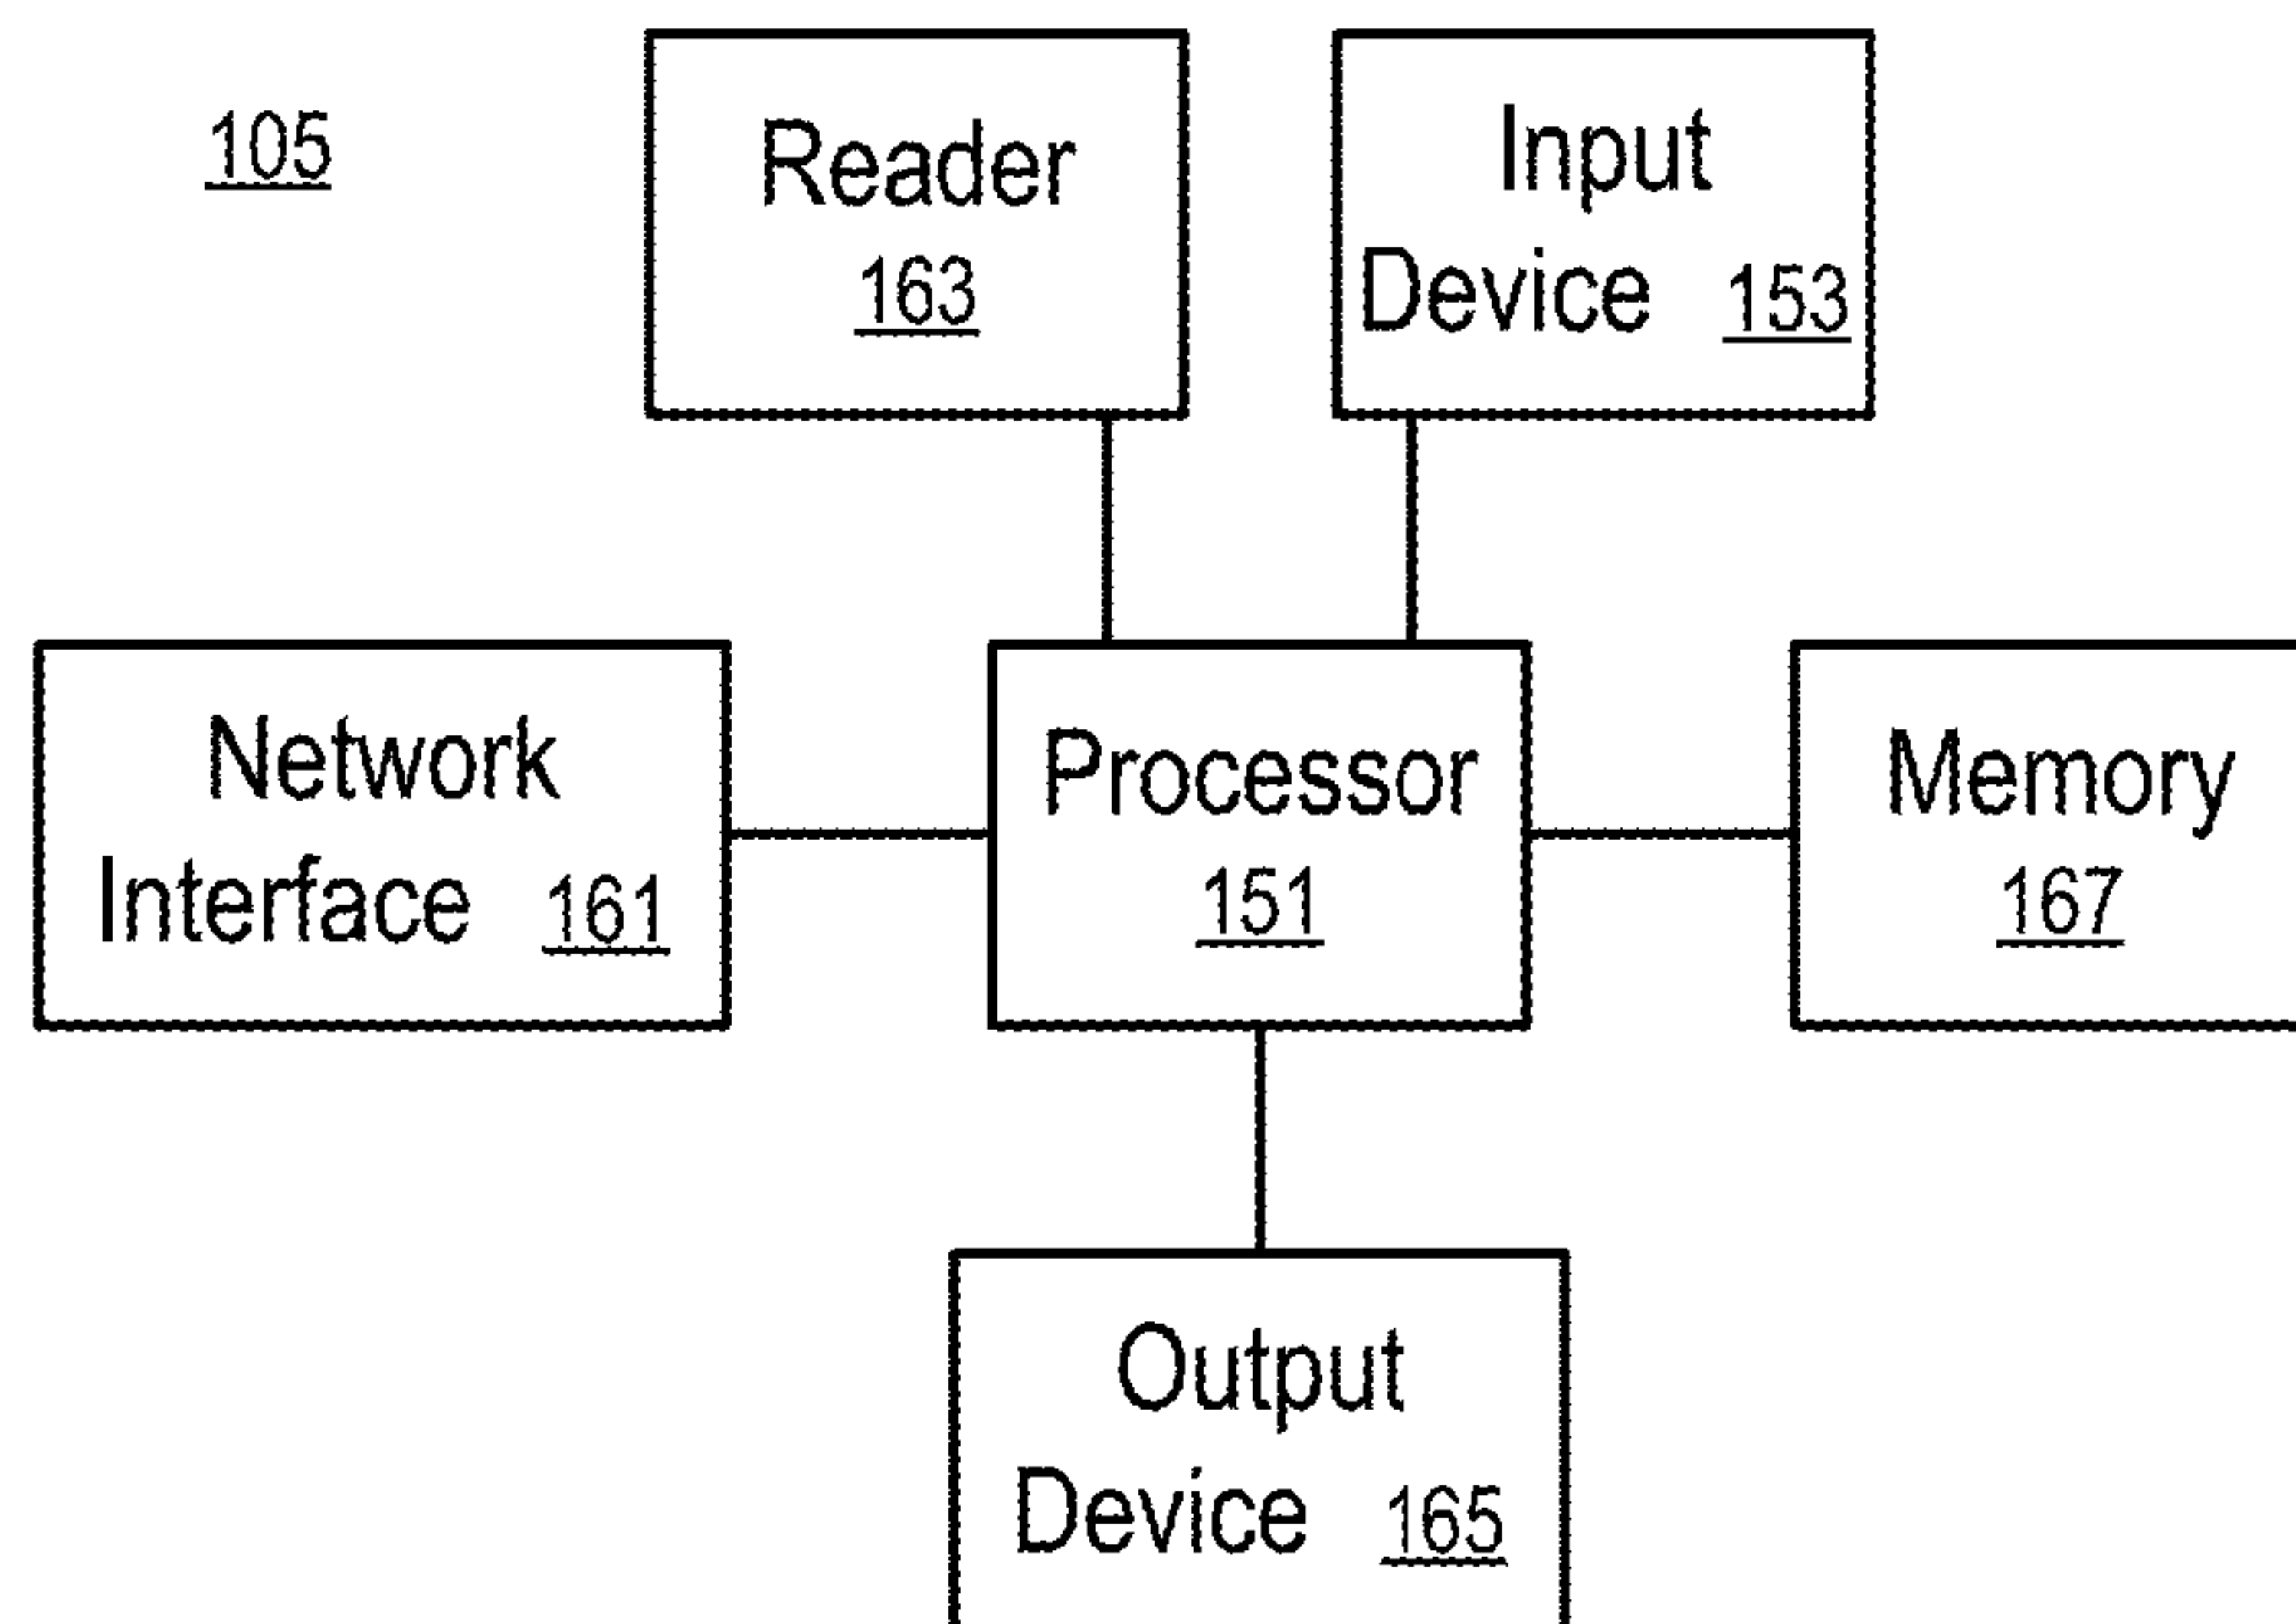 105
Reader
163
Input
Device 153
Network
Interface 161
Processor
151
Memory
167
Output
Device 165